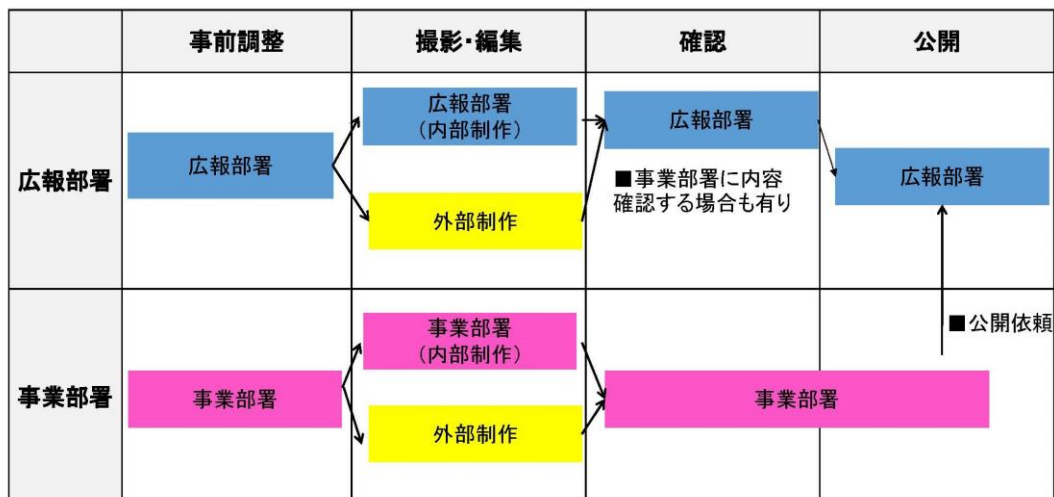 事前調整
撮影・編集
確認
公開
広報部署
広報部署
広報部署
(内部制作)
外部制作
広報部署
■事業部署に内容
確認する場合も有り
広報部署
事業部署
事業部署
事業部署
(内部制作)
外部制作
事業部署
■公開依頼